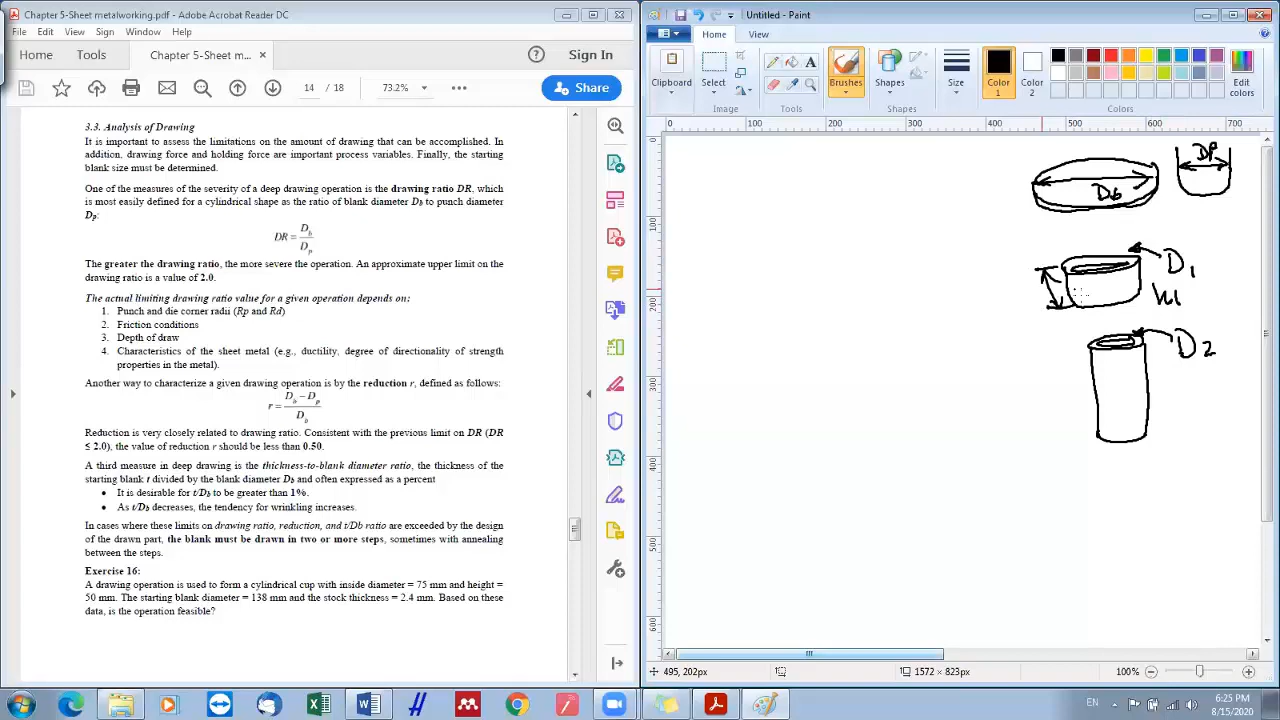 Chapter 5-Sheet metalworking.pdf - Adobe Acrobat Reader DC
File Edit View Sign Window Help
Home Tools Chapter 5-Sheet m... × Sign In
14 / 18 73.2% Share
3.3. Analysis of Drawing
It is important to assess the limitations on the amount of drawing that can be accomplished. In
addition, drawing force and holding force are important process variables. Finally, the starting
blank size must be determined.
One of the measures of the severity of a deep drawing operation is the drawing ratio DR, which
is most easily defined for a cylindrical shape as the ratio of blank diameter Db to punch diameter
Dp:
DR = Db / Dp
The greater the drawing ratio, the more severe the operation. An approximate upper limit on the
drawing ratio is a value of 2.0.
The actual limiting drawing ratio value for a given operation depends on:
1. Punch and die corner radii (Rp and Rd)
2. Friction conditions
3. Depth of draw
4. Characteristics of the sheet metal (e.g., ductility, degree of directionality of strength
properties in the metal).
Another way to characterize a given drawing operation is by the reduction r, defined as follows:
r = Db − Dp / Db
Reduction is very closely related to drawing ratio. Consistent with the previous limit on DR (DR
≤ 2.0), the value of reduction r should be less than 0.50.
A third measure in deep drawing is the thickness-to-blank diameter ratio, the thickness of the
starting blank t divided by the blank diameter Db and often expressed as a percent
• It is desirable for t/Db to be greater than 1%.
• As t/Db decreases, the tendency for wrinkling increases.
In cases where these limits on drawing ratio, reduction, and t/Db ratio are exceeded by the design
of the drawn part, the blank must be drawn in two or more steps, sometimes with annealing
between the steps.
Exercise 16:
A drawing operation is used to form a cylindrical cup with inside diameter = 75 mm and height =
50 mm. The starting blank diameter = 138 mm and the stock thickness = 2.4 mm. Based on these
data, is the operation feasible?
Untitled - Paint
Home View
Clipboard Select Brushes Shapes Size Color 1 Color 2 Edit colors
Image Tools Shapes Colors
0 100 200 300 400 500 600 700
0
100
200
300
400
500
600
Dp
Db
D1
h1
D2
495, 202px 1572 × 823px 100%
EN 6:25 PM
8/15/2020